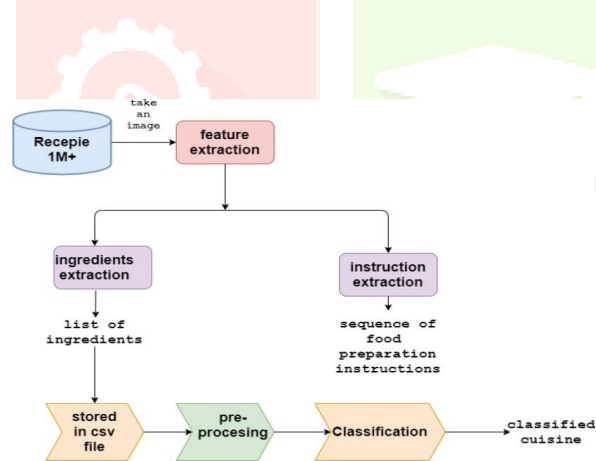 take
an
image
Recepie
1M+
feature
extraction
ingredients
extraction
instruction
extraction
list of
ingredients
sequence of
food
preparation
instructions
stored
in csv
file
pre-
procesing
Classification
classified
cuisine